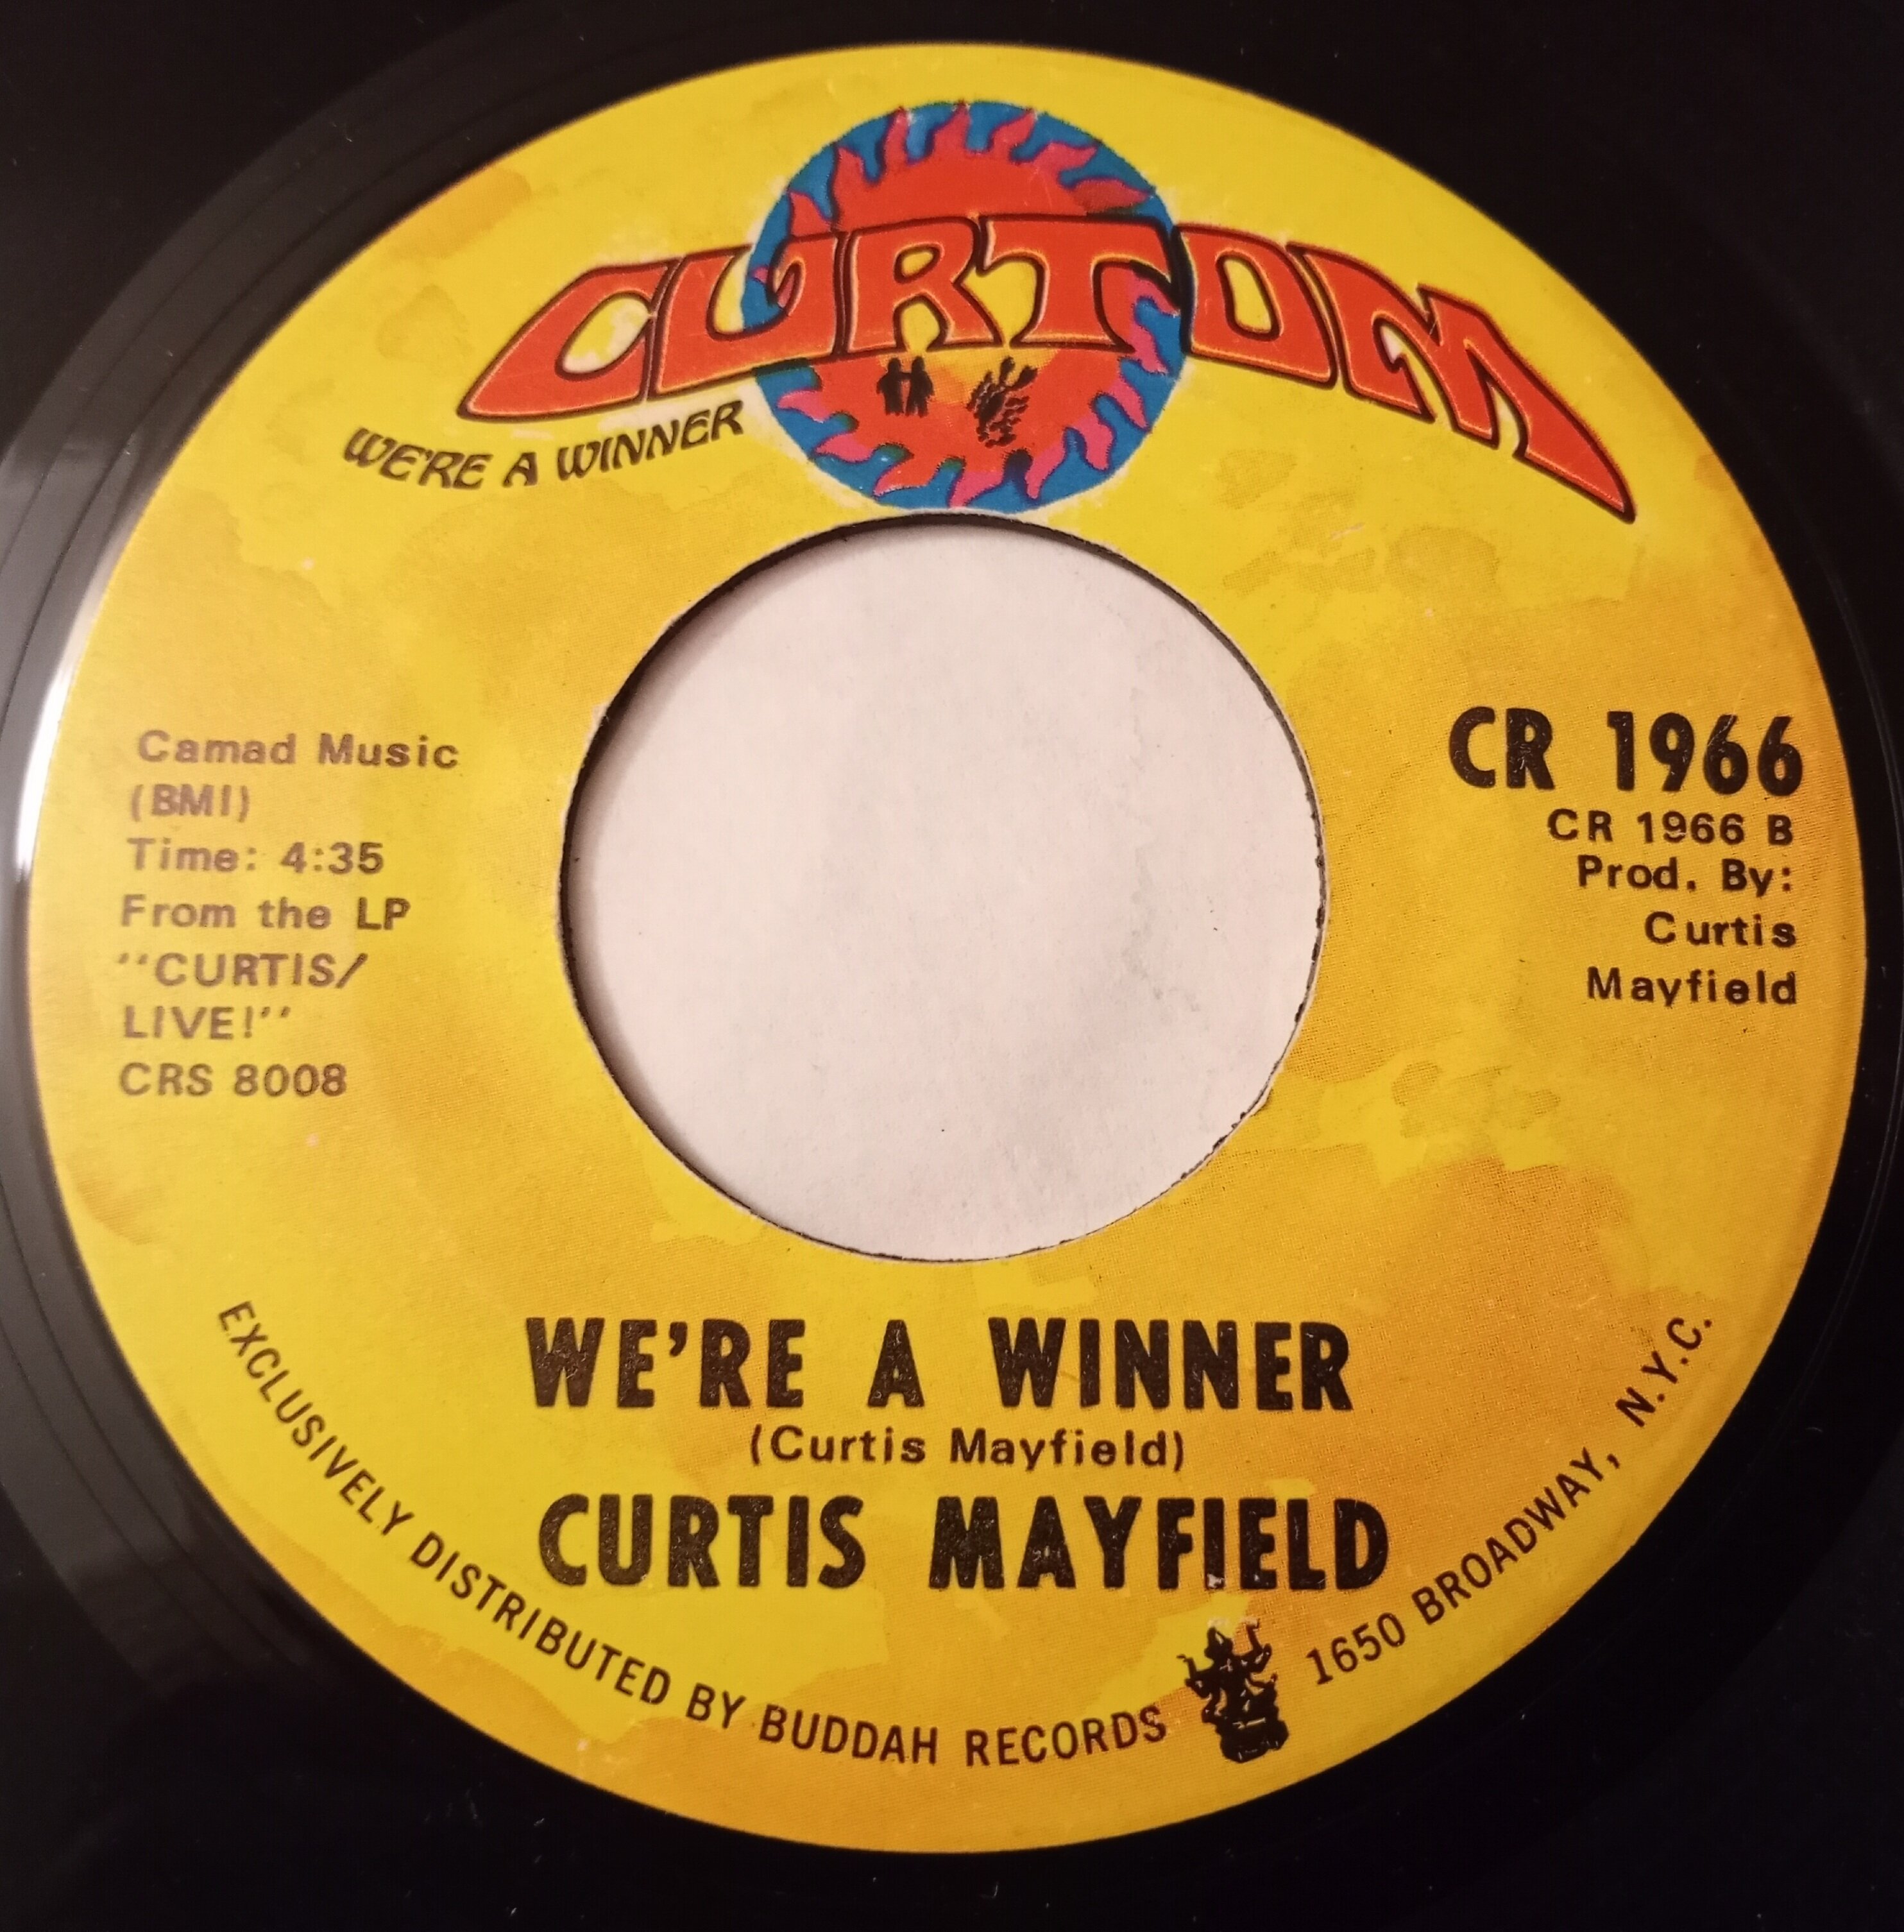 CURTOM
WE'RE A WINNER
Camad Music
(BMI)
Time: 4:35
From the LP
"CURTIS/
LIVE!"
CRS 8008
CR 1966
CR 1966 B
Prod. By:
Curtis
Mayfield
WE'RE A WINNER
(Curtis Mayfield)
CURTIS MAYFIELD
EXCLUSIVELY DISTRIBUTED BY BUDDAH RECORDS 1650 BROADWAY, N.Y.C.